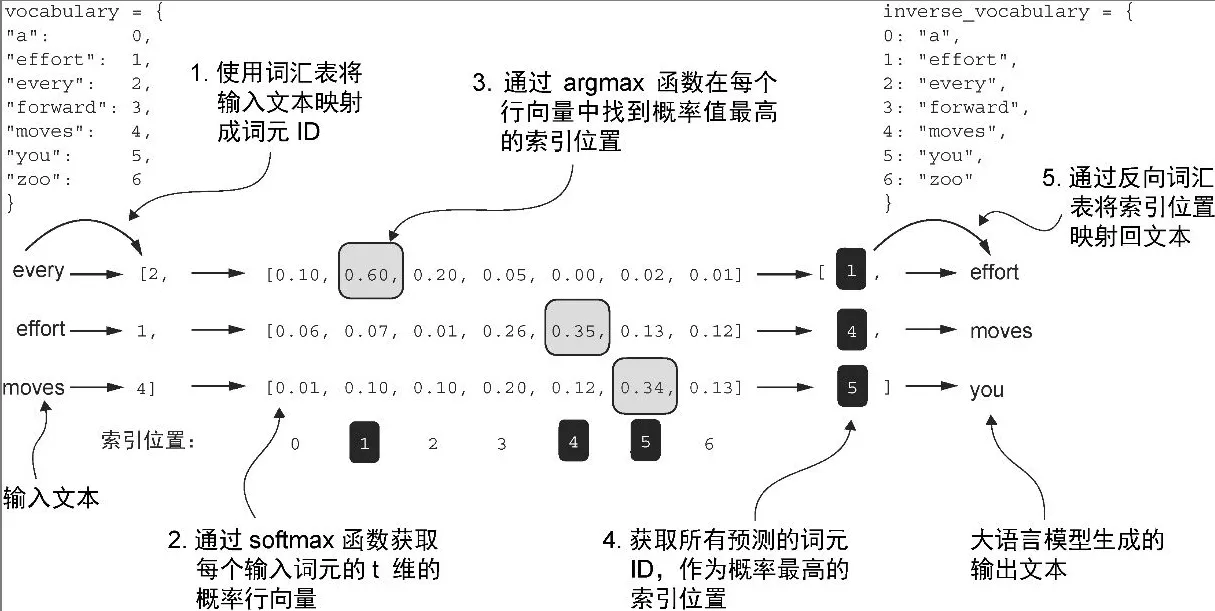 vocabulary = {
"a": 0,
"effort": 1,
"every": 2,
"forward": 3,
"moves": 4,
"you": 5,
"zoo": 6
}
inverse_vocabulary = {
0: "a",
1: "effort",
2: "every",
3: "forward",
4: "moves",
5: "you",
6: "zoo"
}
1. 使用词汇表将
输入文本映射
成词元 ID
3. 通过 argmax 函数在每个
行向量中找到概率值最高
的索引位置
5. 通过反向词汇
表将索引位置
映射回文本
every [2, [0.10, 0.60, 0.20, 0.05, 0.00, 0.02, 0.01] [ 1 , effort
effort 1, [0.06, 0.07, 0.01, 0.26, 0.35, 0.13, 0.12] 4 , moves
moves 4] [0.01, 0.10, 0.10, 0.20, 0.12, 0.34, 0.13] 5 ] you
索引位置: 0 1 2 3 4 5 6
输入文本
2. 通过 softmax 函数获取
每个输入词元的 t 维的
概率行向量
4. 获取所有预测的词元
ID，作为概率最高的
索引位置
大语言模型生成的
输出文本